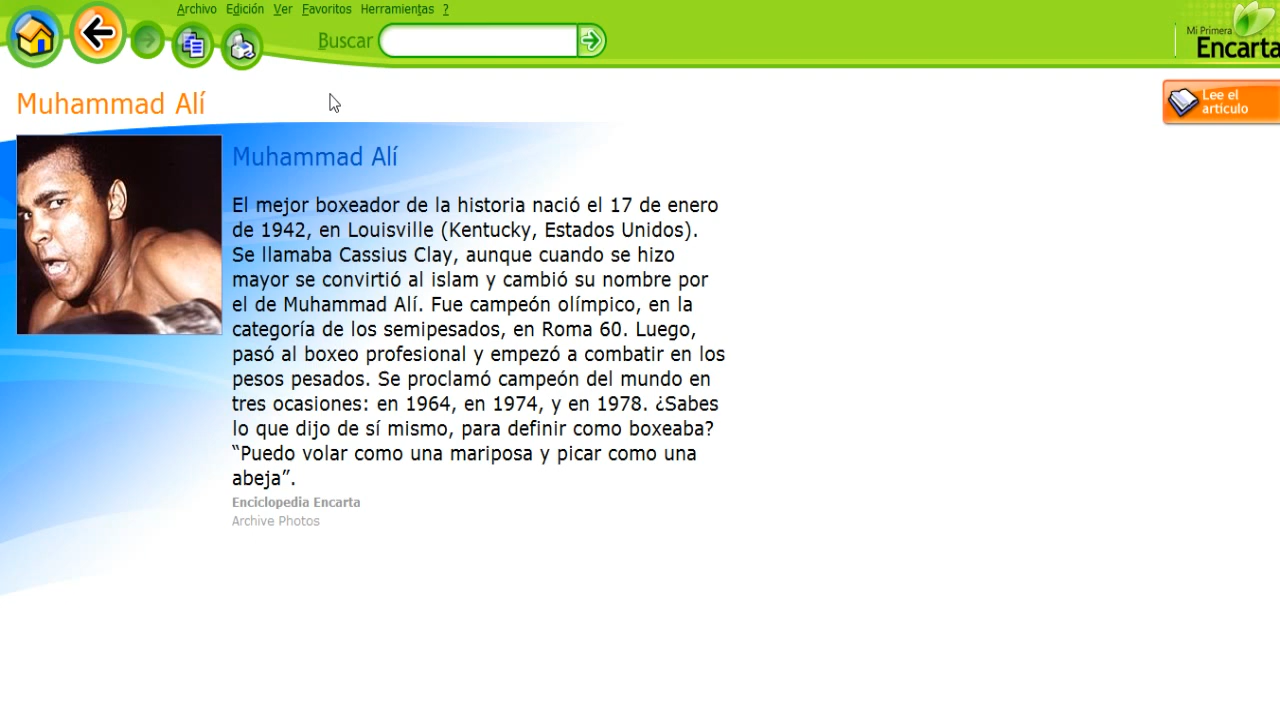 Archivo Edición Ver Favoritos Herramientas ?
Buscar
Mi Primera
Encarta
Muhammad Alí
Lee el
artículo
Muhammad Alí
El mejor boxeador de la historia nació el 17 de enero
de 1942, en Louisville (Kentucky, Estados Unidos).
Se llamaba Cassius Clay, aunque cuando se hizo
mayor se convirtió al islam y cambió su nombre por
el de Muhammad Alí. Fue campeón olímpico, en la
categoría de los semipesados, en Roma 60. Luego,
pasó al boxeo profesional y empezó a combatir en los
pesos pesados. Se proclamó campeón del mundo en
tres ocasiones: en 1964, en 1974, y en 1978. ¿Sabes
lo que dijo de sí mismo, para definir como boxeaba?
“Puedo volar como una mariposa y picar como una
abeja”.
Enciclopedia Encarta
Archive Photos